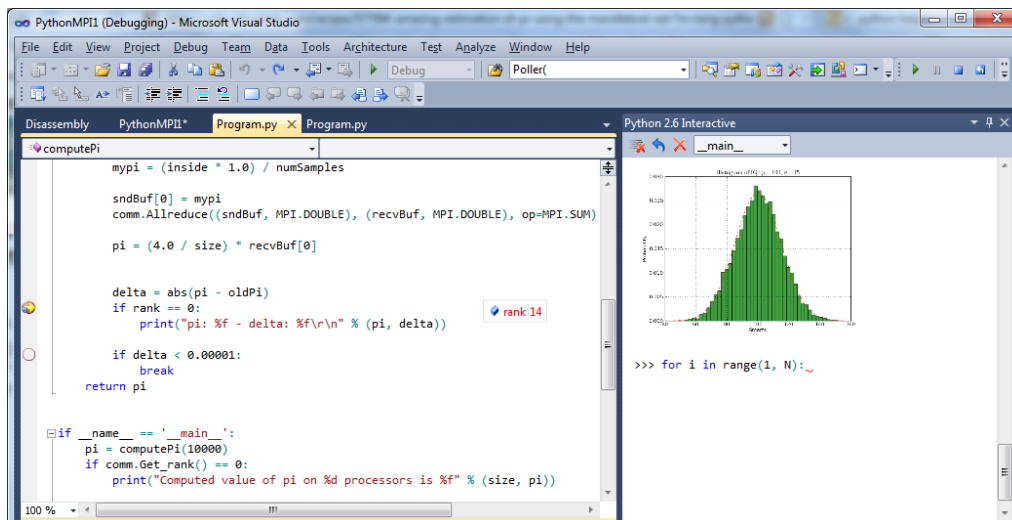 PythonMPI1 (Debugging) - Microsoft Visual Studio
File Edit View Project Debug Team Data Tools Architecture Test Analyze Window Help
Debug Poller(
Disassembly PythonMPI1* Program.py Program.py
computePi
mypi = (inside * 1.0) / numSamples
sndBuf[0] = mypi
comm.Allreduce((sndBuf, MPI.DOUBLE), (recvBuf, MPI.DOUBLE), op=MPI.SUM)
pi = (4.0 / size) * recvBuf[0]
delta = abs(pi - oldPi)
if rank == 0:
print("pi: %f - delta: %f\r\n" % (pi, delta))
rank 14
if delta < 0.00001:
break
return pi
if __name__ == '__main__':
pi = computePi(10000)
if comm.Get_rank() == 0:
print("Computed value of pi on %d processors is %f" % (size, pi))
100 %
Python 2.6 Interactive
__main__
Histogram of IQ
Probability
Smarts
>>> for i in range(1, N):